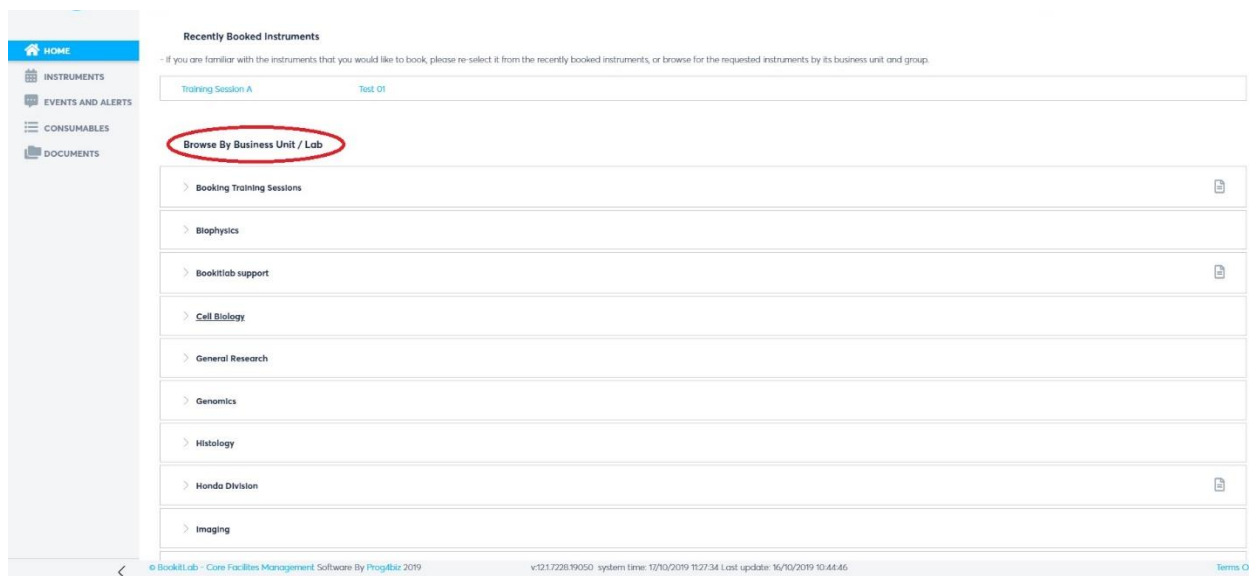 Recently Booked Instruments
- If you are familiar with the instruments that you would like to book, please re-select it from the recently booked instruments, or browse for the requested instruments by its business unit and group.
Training Session A Test 01
HOME
INSTRUMENTS
EVENTS AND ALERTS
CONSUMABLES
DOCUMENTS
Browse By Business Unit / Lab
Booking Training Sessions
Biophysics
Bookitlab support
Cell Biology
General Research
Genomics
Histology
Honda Division
Imaging
© BookitLab - Core Facilites Management Software By Prog4biz 2019 v:12.1.7228.19050 system time: 17/10/2019 11:27:34 Last update: 16/10/2019 10:44:46 Terms O